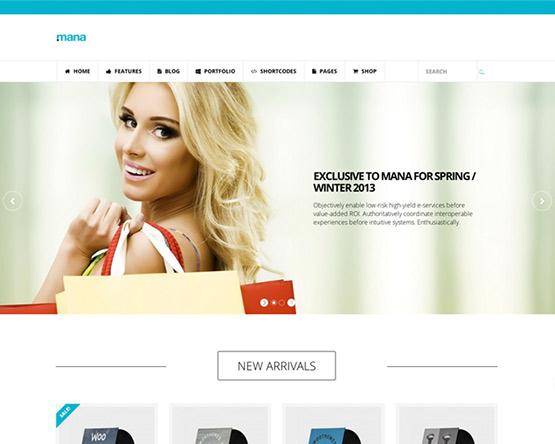 mana
HOME FEATURES BLOG PORTFOLIO SHORTCODES PAGES SHOP SEARCH
EXCLUSIVE TO MANA FOR SPRING /
WINTER 2013
Objectively enable low-risk high-yield e-services before
value-added ROI. Authoritatively coordinate interoperable
experiences before intuitive systems. Enthusiastically.
NEW ARRIVALS
SALE!
WOO
WOOTHEMES